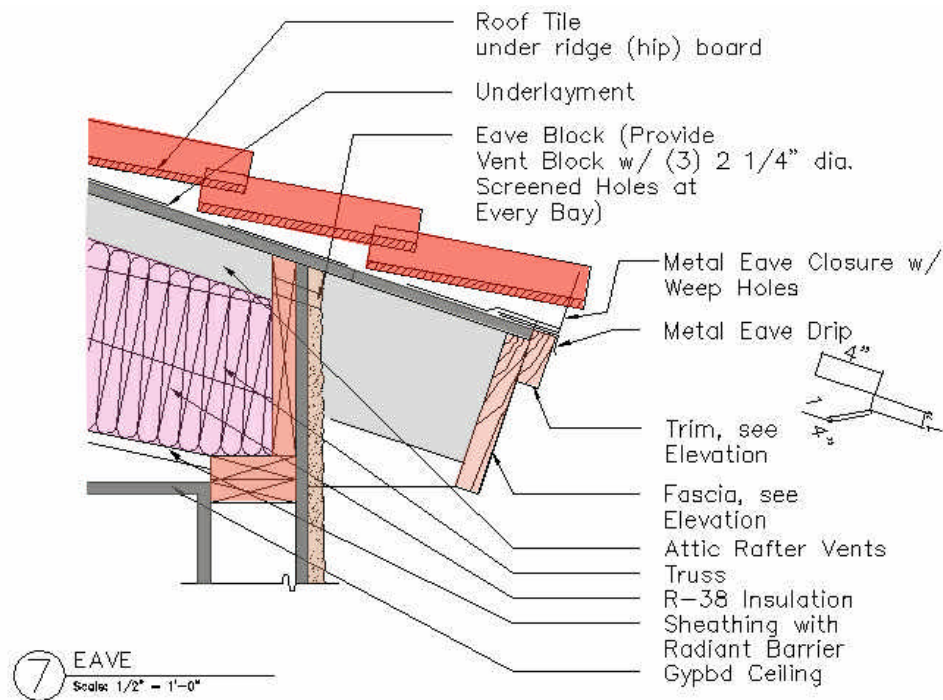 Roof Tile
under ridge (hip) board
Underlayment
Eave Block (Provide
Vent Block w/ (3) 2 1/4" dia.
Screened Holes at
Every Bay)
Metal Eave Closure w/
Weep Holes
Metal Eave Drip
4"
4"
Trim, see
Elevation
Fascia, see
Elevation
Attic Rafter Vents
Truss
R-38 Insulation
Sheathing with
Radiant Barrier
Gypbd Ceiling
7
EAVE
Scale: 1/2" = 1'-0"